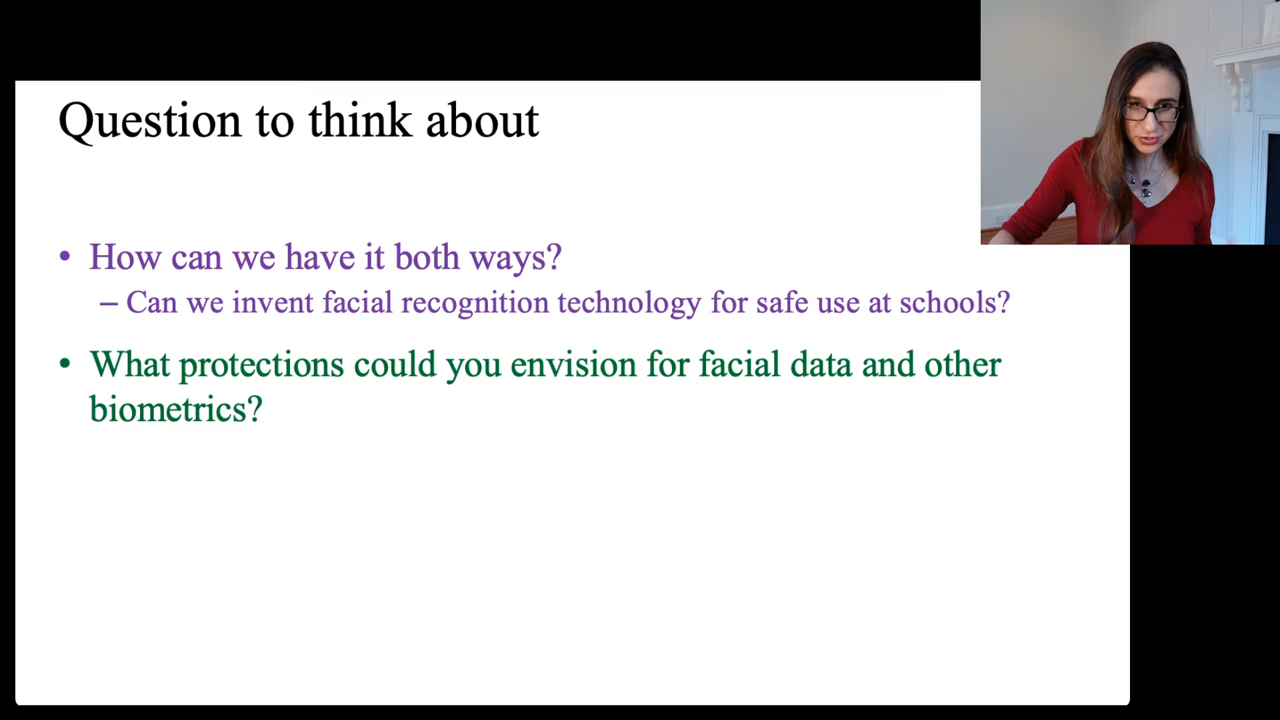 Question to think about
• How can we have it both ways?
– Can we invent facial recognition technology for safe use at schools?
• What protections could you envision for facial data and other
biometrics?